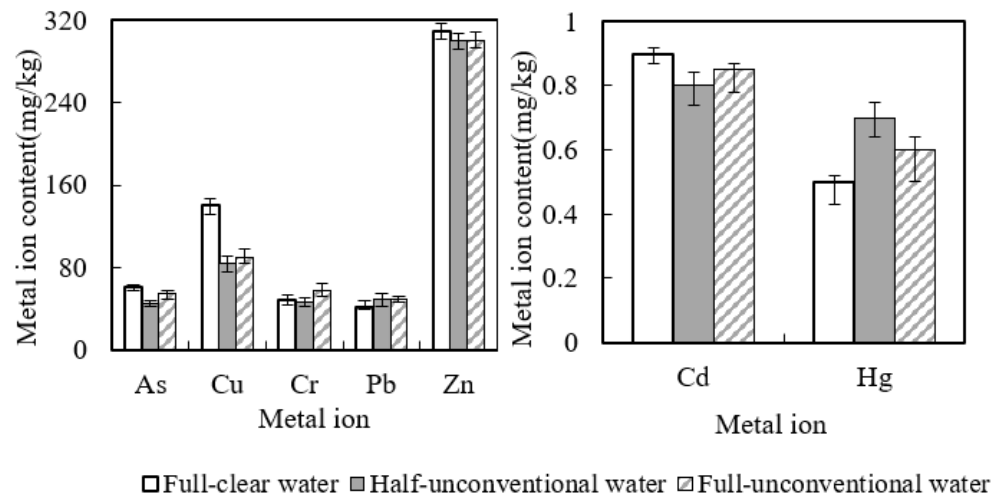 Metal ion content(mg/kg)
320
240
160
80
0
As Cu Cr Pb Zn
Metal ion
Metal ion content(mg/kg)
1
0.8
0.6
0.4
0.2
0
Cd Hg
Metal ion
Full-clear water Half-unconventional water Full-unconventional water